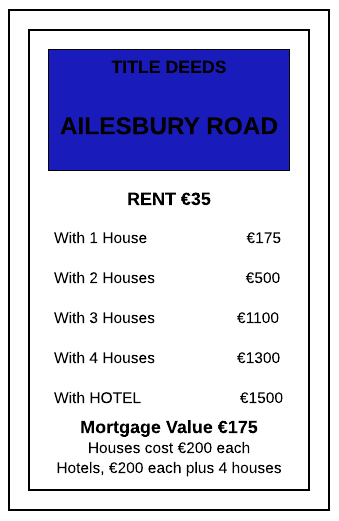 TITLE DEEDS
AILESBURY ROAD
RENT €35
With 1 House €175
With 2 Houses €500
With 3 Houses €1100
With 4 Houses €1300
With HOTEL €1500
Mortgage Value €175
Houses cost €200 each
Hotels, €200 each plus 4 houses